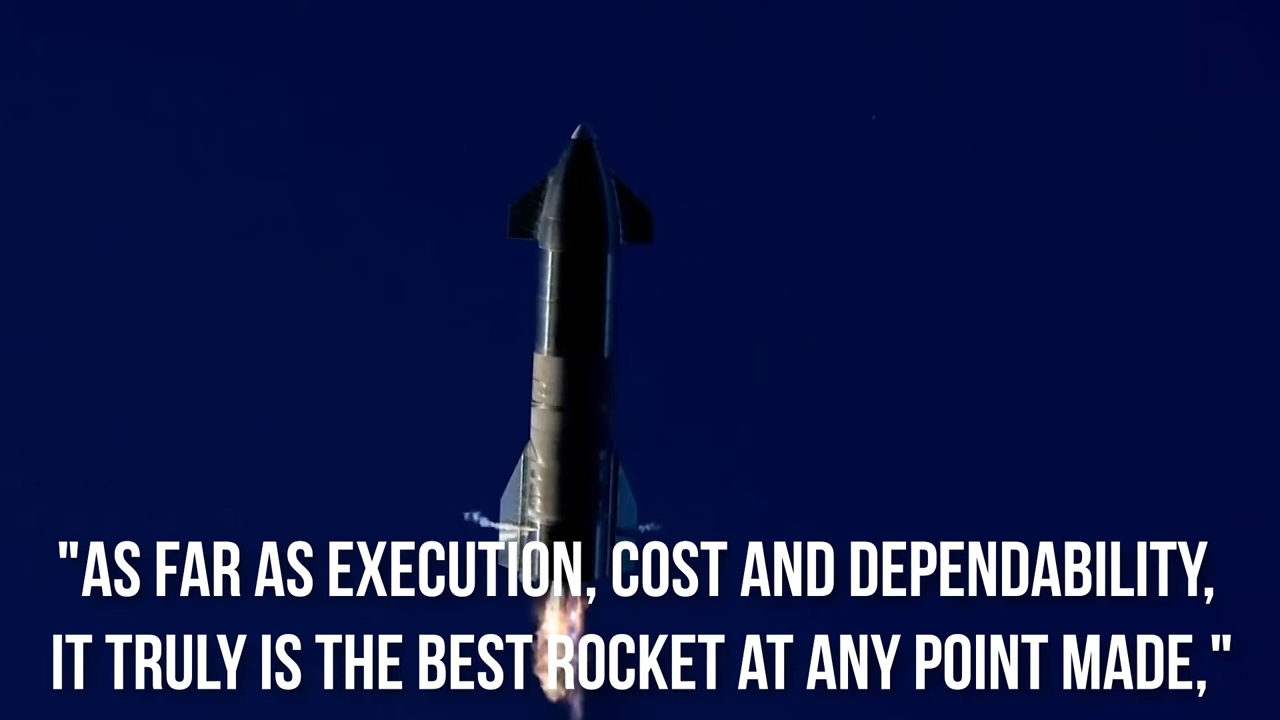 "AS FAR AS EXECUTION, COST AND DEPENDABILITY,
IT TRULY IS THE BEST ROCKET AT ANY POINT MADE,"